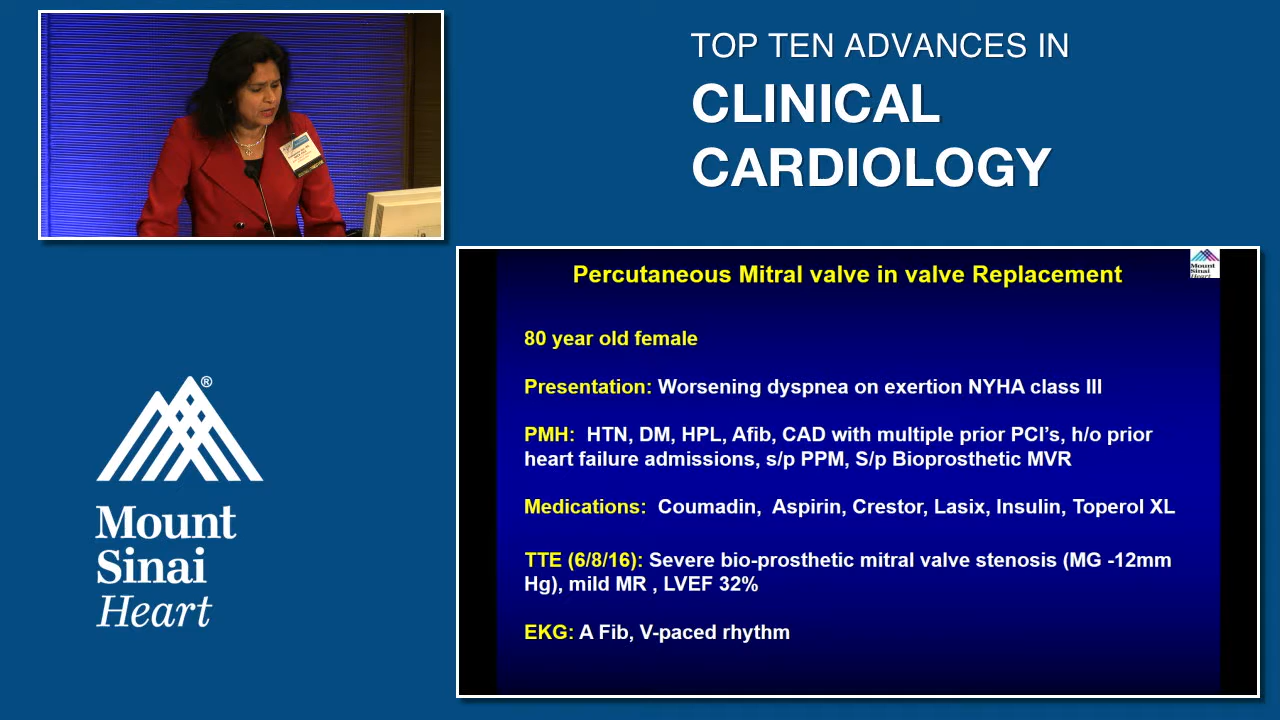 TOP TEN ADVANCES IN
CLINICAL
CARDIOLOGY
Percutaneous Mitral valve in valve Replacement
Mount
Sinai
Heart
80 year old female
Presentation: Worsening dyspnea on exertion NYHA class III
PMH: HTN, DM, HPL, Afib, CAD with multiple prior PCI's, h/o prior
heart failure admissions, s/p PPM, S/p Bioprosthetic MVR
Medications: Coumadin, Aspirin, Crestor, Lasix, Insulin, Toperol XL
TTE (6/8/16): Severe bio-prosthetic mitral valve stenosis (MG -12mm
Hg), mild MR , LVEF 32%
EKG: A Fib, V-paced rhythm
®
Mount
Sinai
Heart